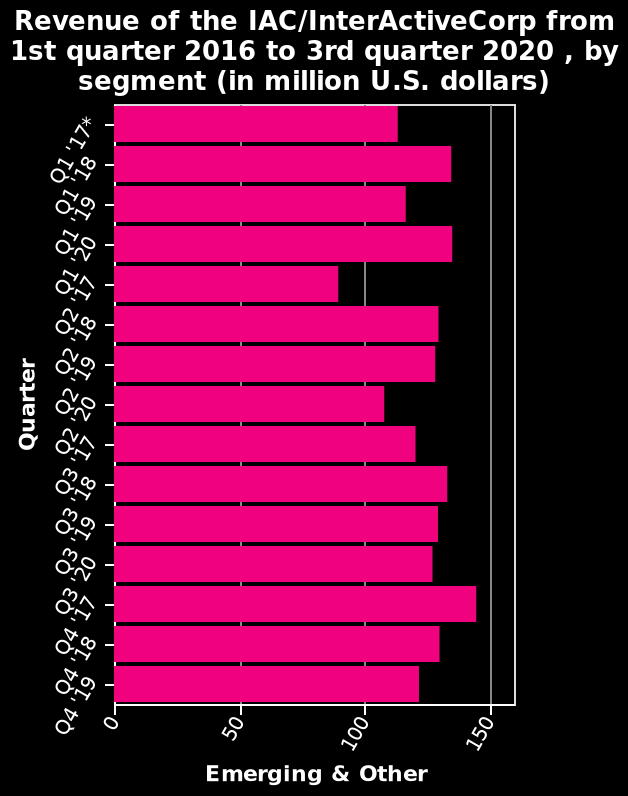 Revenue of the IAC/InterActiveCorp from
1st quarter 2016 to 3rd quarter 2020 , by
segment (in million U.S. dollars)
Quarter
Q1 '17*
Q1 '18
Q1 '19
Q1 '20
Q2 '17
Q2 '18
Q2 '19
Q2 '20
Q3 '17
Q3 '18
Q3 '19
Q3 '20
Q4 '17
Q4 '18
Q4 '19
0
50
100
150
Emerging & Other